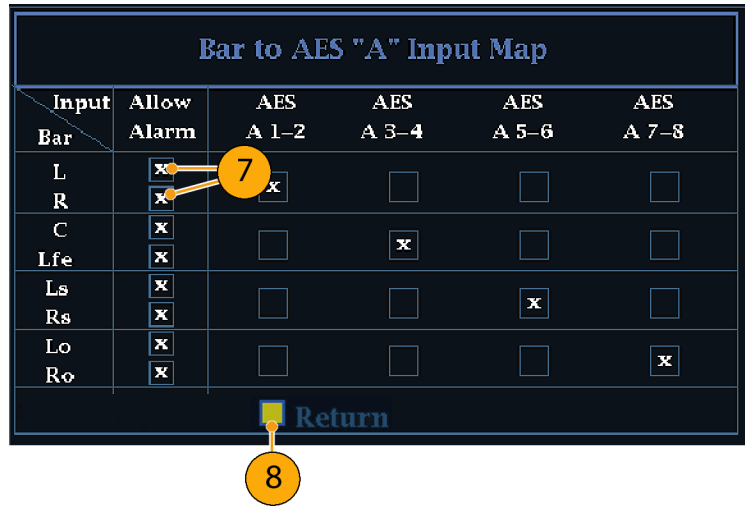 Bar to AES "A" Input Map
Input Allow AES AES AES AES
Bar Alarm A 1–2 A 3–4 A 5–6 A 7–8
L x
7
R x x
C x
x
Lfe x
Ls x
x
Rs x
Lo x
x
Ro x
Return
8